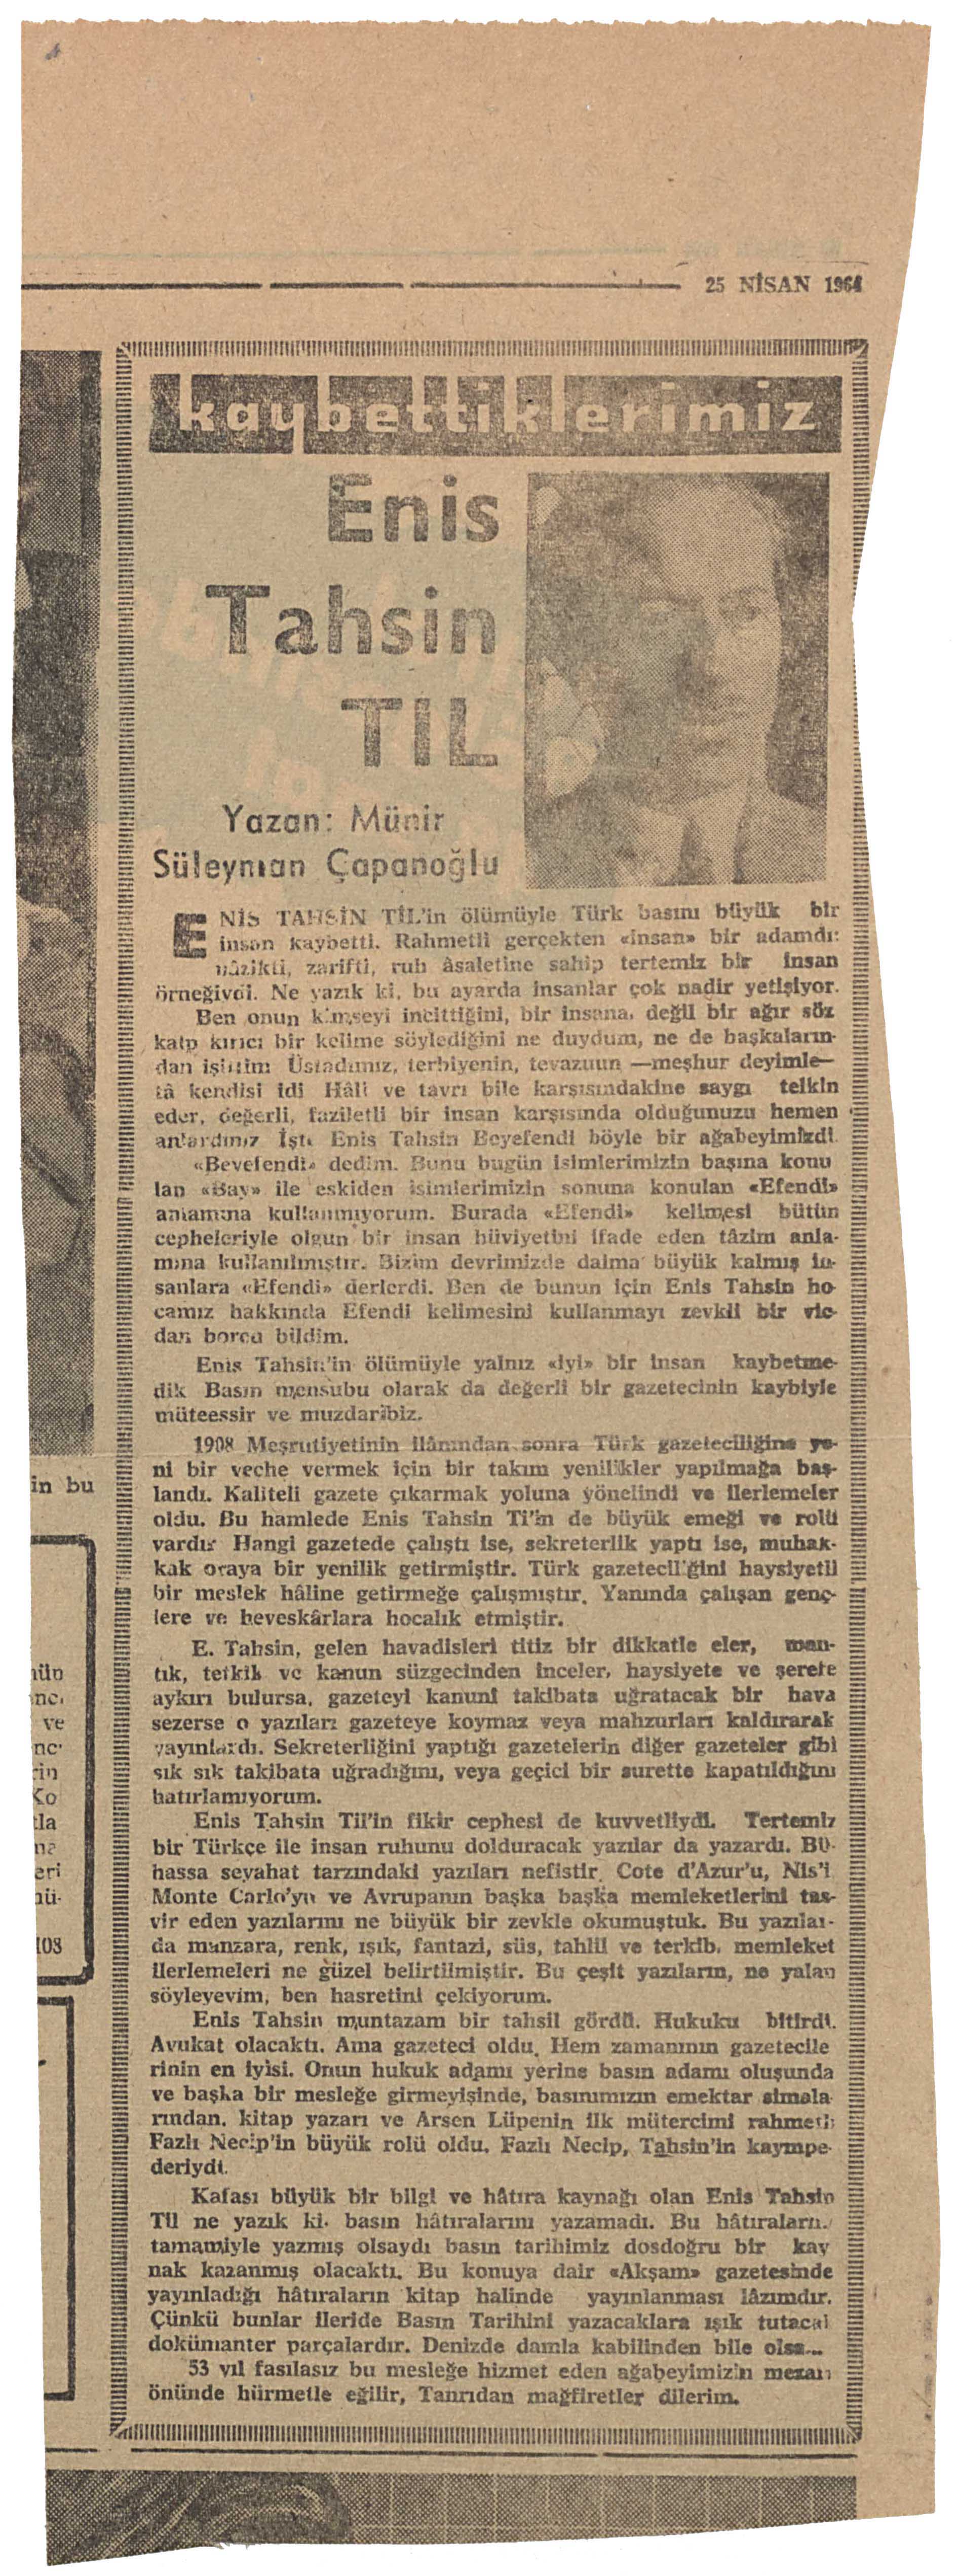 25 NİSAN 1964
kaybettiklerimiz
Enis
Tahsin
TİL
Yazan: Münir
Süleyman Çapanoğlu
ENİS TAHSİN TİL'in ölümüyle Türk basını büyük bir
insan kaybetti. Rahmetli gerçekten «insan» bir adamdı:
nâzikti, zarifti, ruh âsaletine sahip tertemiz bir insan
örneğiydi. Ne yazık ki, bu ayarda insanlar çok nadir yetişiyor.
Ben onun kimseyi incittiğini, bir insana, değil bir ağır söz
kalp kırıcı bir kelime söylediğini ne duydum, ne de başkaların-
dan işittim Üstadımız, terbiyenin, tevazuun —meşhur deyimle—
tâ kendisi idi Hâli ve tavrı bile karşısındakine saygı telkin
eder, değerli, faziletli bir insan karşısında olduğunuzu hemen
anlardınız İşte Enis Tahsin Beyefendi böyle bir ağabeyimizdi.
«Beyefendi» dedim. Bunu bugün isimlerimizin başına konu
lan «Bay» ile eskiden isimlerimizin sonuna konulan «Efendi»
anlamına kullanmıyorum. Burada «Efendi» kelimesi bütün
cepheleriyle olgun bir insan hüviyetini ifade eden tâzim anla-
mına kullanılmıştır. Bizim devrimizde daima büyük kalmış in-
sanlara «Efendi» derlerdi. Ben de bunun için Enis Tahsin ho-
camız hakkında Efendi kelimesini kullanmayı zevkli bir vic-
dan borcu bildim.
Enis Tahsin'in ölümüyle yalnız «iyi» bir insan kaybetme-
dik Basın mensubu olarak da değerli bir gazetecinin kaybiyle
müteessir ve muzdaribiz.
1908 Meşrutiyetinin ilânından sonra Türk gazeteciliğine ye-
ni bir veche vermek için bir takım yenilikler yapılmağa baş-
landı. Kaliteli gazete çıkarmak yoluna yönelindi ve ilerlemeler
oldu. Bu hamlede Enis Tahsin Ti'in de büyük emeği ve rolü
vardır Hangi gazetede çalıştı ise, sekreterlik yaptı ise, muhak-
kak oraya bir yenilik getirmiştir. Türk gazeteciliğini haysiyetli
bir meslek hâline getirmeğe çalışmıştır. Yanında çalışan genç-
lere ve heveskârlara hocalık etmiştir.
E. Tahsin, gelen havadisleri titiz bir dikkatle eler, man-
tık, tetkik ve kanun süzgecinden inceler, haysiyete ve şerefe
aykırı bulursa, gazeteyi kanuni takibata uğratacak bir hava
sezerse o yazıları gazeteye koymaz veya mahzurları kaldırarak
yayınlardı. Sekreterliğini yaptığı gazetelerin diğer gazeteler gibi
sık sık takibata uğradığını, veya geçici bir surette kapatıldığını
hatırlamıyorum.
Enis Tahsin Til'in fikir cephesi de kuvvetliydi. Tertemiz
bir Türkçe ile insan ruhunu dolduracak yazılar da yazardı. Bil-
hassa seyahat tarzındaki yazıları nefistir. Cote d'Azur'u, Nis'i
Monte Carlo'yu ve Avrupanın başka başka memleketlerini tas-
vir eden yazılarını ne büyük bir zevkle okumuştuk. Bu yazılar-
da manzara, renk, ışık, fantazi, süs, tahlil ve terkib, memleket
ilerlemeleri ne güzel belirtilmiştir. Bu çeşit yazıların, ne yalan
söyleyevim, ben hasretini çekiyorum.
Enis Tahsin muntazam bir tahsil gördü. Hukuku bitirdi.
Avukat olacaktı. Ama gazeteci oldu. Hem zamanının gazetecile
rinin en iyisi. Onun hukuk adamı yerine basın adamı oluşunda
ve başka bir mesleğe girmeyişinde, basınımızın emektar simala
rından, kitap yazarı ve Arsen Lüpenin ilk mütercimi rahmetli
Fazlı Necip'in büyük rolü oldu. Fazlı Necip, Tahsin'in kayınpe-
deriydi.
Kafası büyük bir bilgi ve hâtıra kaynağı olan Enis Tahsin
Til ne yazık ki. basın hâtıralarını yazamadı. Bu hâtıraların
tamamiyle yazmış olsaydı basın tarihimiz dosdoğru bir kay
nak kazanmış olacaktı. Bu konuya dair «Akşam» gazetesinde
yayınladığı hâtıraların kitap halinde yayınlanması lâzımdır.
Çünkü bunlar ileride Basın Tarihini yazacaklara ışık tutacak
dokümanter parçalardır. Denizde damla kabilinden bile olsa...
53 yıl fasılasız bu mesleğe hizmet eden ağabeyimizin mezarı
önünde hürmetle eğilir, Tanrıdan mağfiretler dilerim.
in bu
ve
Ko
108